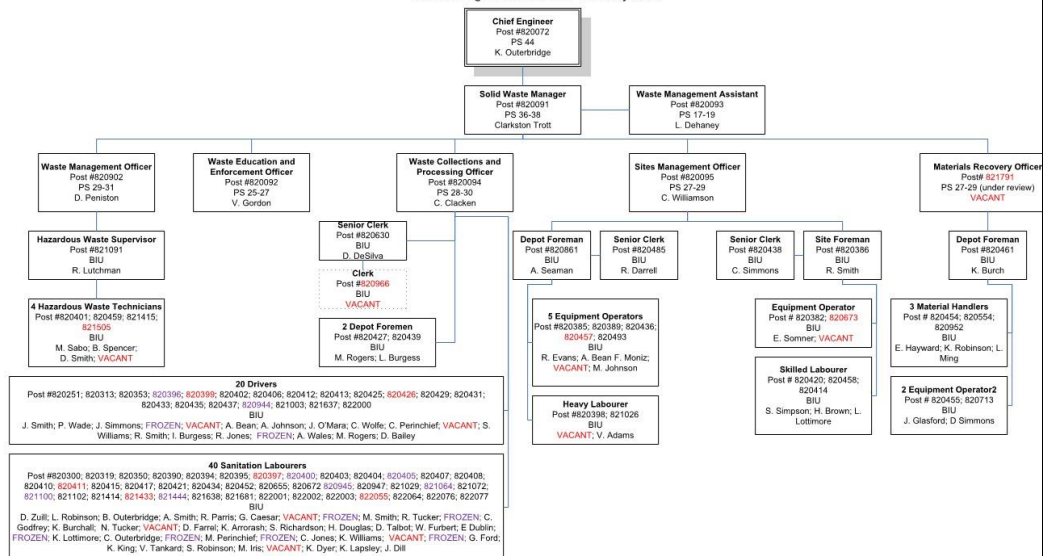 Chief Engineer
Post #820072
PS 44
K. Outerbridge
Solid Waste Manager
Post #820091
PS 36-38
Clarkston Trott
Waste Management Assistant
Post #820093
PS 17-19
L. Dehaney
Waste Management Officer
Post #820902
PS 29-31
D. Peniston
Waste Education and
Enforcement Officer
Post #820092
PS 25-27
V. Gordon
Waste Collections and
Processing Officer
Post #820094
PS 28-30
C. Clacken
Sites Management Officer
Post #820095
PS 27-29
C. Williamson
Materials Recovery Officer
Post# 821791
PS 27-29 (under review)
VACANT
Hazardous Waste Supervisor
Post #821091
BIU
R. Lutchman
Senior Clerk
Post #820630
BIU
D. DeSilva
Clerk
Post #820966
BIU
VACANT
2 Depot Foremen
Post #820427; 820439
BIU
M. Rogers; L. Burgess
Depot Foreman
Post #820861
BIU
A. Seaman
Senior Clerk
Post #820485
BIU
R. Darrell
Senior Clerk
Post #820438
BIU
C. Simmons
Site Foreman
Post #820386
BIU
R. Smith
Depot Foreman
Post #820461
BIU
K. Burch
4 Hazardous Waste Technicians
Post #820401; 820459; 821415;
821505
BIU
M. Sabo; B. Spencer;
D. Smith; VACANT
5 Equipment Operators
Post #820385; 820389; 820436;
820457; 820493
BIU
R. Evans; A. Bean F. Moniz;
VACANT; M. Johnson
Equipment Operator
Post # 820382; 820673
BIU
E. Somner; VACANT
3 Material Handlers
Post # 820454; 820554;
820952
BIU
E. Hayward; K. Robinson; L.
Ming
Heavy Labourer
Post #820398; 821026
BIU
VACANT; V. Adams
Skilled Labourer
Post # 820420; 820458;
820414
BIU
S. Simpson; H. Brown; L.
Lottimore
2 Equipment Operator2
Post # 820455; 820713
BIU
J. Glasford; D Simmons
20 Drivers
Post #820251; 820313; 820353; 820396; 820399; 820402; 820406; 820412; 820413; 820425; 820426; 820429; 820431;
820433; 820435; 820437; 820944; 821003; 821637; 822000
BIU
J. Smith; P. Wade; J. Simmons; FROZEN; VACANT; A. Bean; A. Johnson; J. O'Mara; C. Wolfe; C. Perinchief; VACANT; S.
Williams; R. Smith; I. Burgess; R. Jones; FROZEN; A. Wales; M. Rogers; D. Bailey
40 Sanitation Labourers
Post #820300; 820319; 820350; 820390; 820394; 820395; 820397; 820400; 820403; 820404; 820405; 820407; 820408;
820410; 820411; 820415; 820417; 820421; 820434; 820452; 820655; 820672 820945; 820947; 821029; 821064; 821072;
821100; 821102; 821414; 821433; 821444; 821638; 821681; 822001; 822002; 822003; 822055; 822064; 822076; 822077
BIU
D. Zuill; L. Robinson; B. Outerbridge; A. Smith; R. Parris; G. Caesar; VACANT; FROZEN; M. Smith; R. Tucker; FROZEN; C.
Godfrey; K. Burchall; N. Tucker; VACANT; D. Farrel; K. Arrorash; S. Richardson; H. Douglas; D. Talbot; W. Furbert; E Dublin;
FROZEN; K. Lottimore; C. Outerbridge; FROZEN; M. Perinchief; FROZEN; C. Jones; K. Williams; VACANT; FROZEN; G. Ford;
K. King; V. Tankard; S. Robinson; M. Iris; VACANT; K. Dyer; K. Lapsley; J. Dill